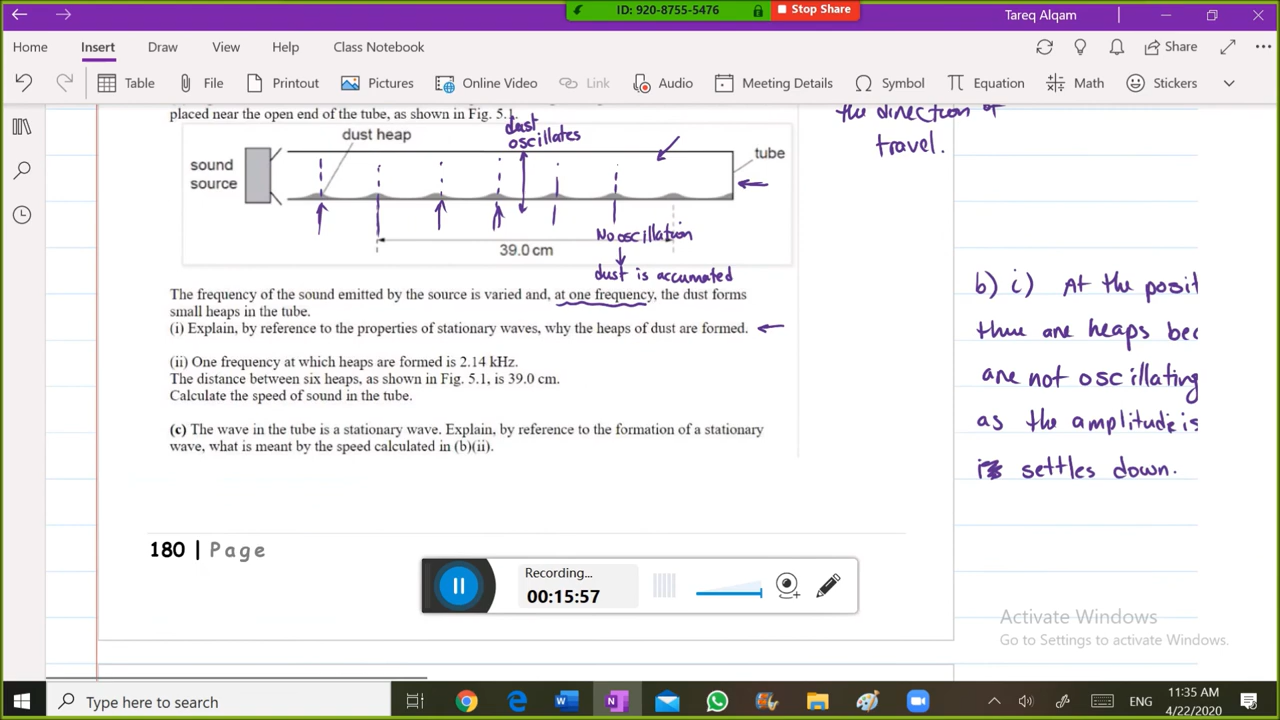 ID: 920-8755-5476
Stop Share
Tareq Alqam
Home Insert Draw View Help Class Notebook
Share
Table File Printout Pictures Online Video Link Audio Meeting Details Symbol Equation Math Stickers
placed near the open end of the tube, as shown in Fig. 5.1.
the direction of
travel.
dust heap
dust
oscillates
sound
source
tube
39.0 cm
No oscillation
dust is accumated
The frequency of the sound emitted by the source is varied and, at one frequency, the dust forms
small heaps in the tube.
(i) Explain, by reference to the properties of stationary waves, why the heaps of dust are formed.
(ii) One frequency at which heaps are formed is 2.14 kHz.
The distance between six heaps, as shown in Fig. 5.1, is 39.0 cm.
Calculate the speed of sound in the tube.
(c) The wave in the tube is a stationary wave. Explain, by reference to the formation of a stationary
wave, what is meant by the speed calculated in (b)(ii).
b) i) At the posit
are heaps bec
are not oscillating
as the amplitude is
settles down.
180 | Page
Recording...
00:15:57
Activate Windows
Go to Settings to activate Windows.
Type here to search
ENG
11:35 AM
4/22/2020